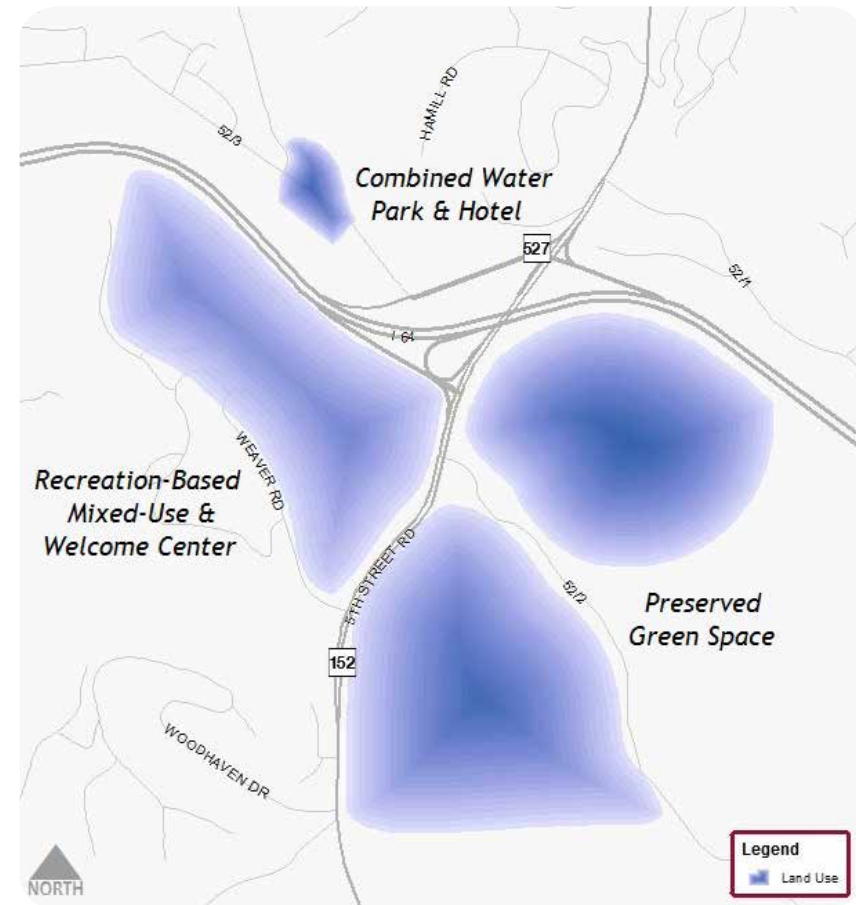 HAMILL RD
52/3
Combined Water
Park & Hotel
527
52/1
I 64
WEAVER RD
Recreation-Based
Mixed-Use &
Welcome Center
5TH STREET RD
52/2
Preserved
Green Space
152
WOODHAVEN DR
NORTH
Legend
Land Use